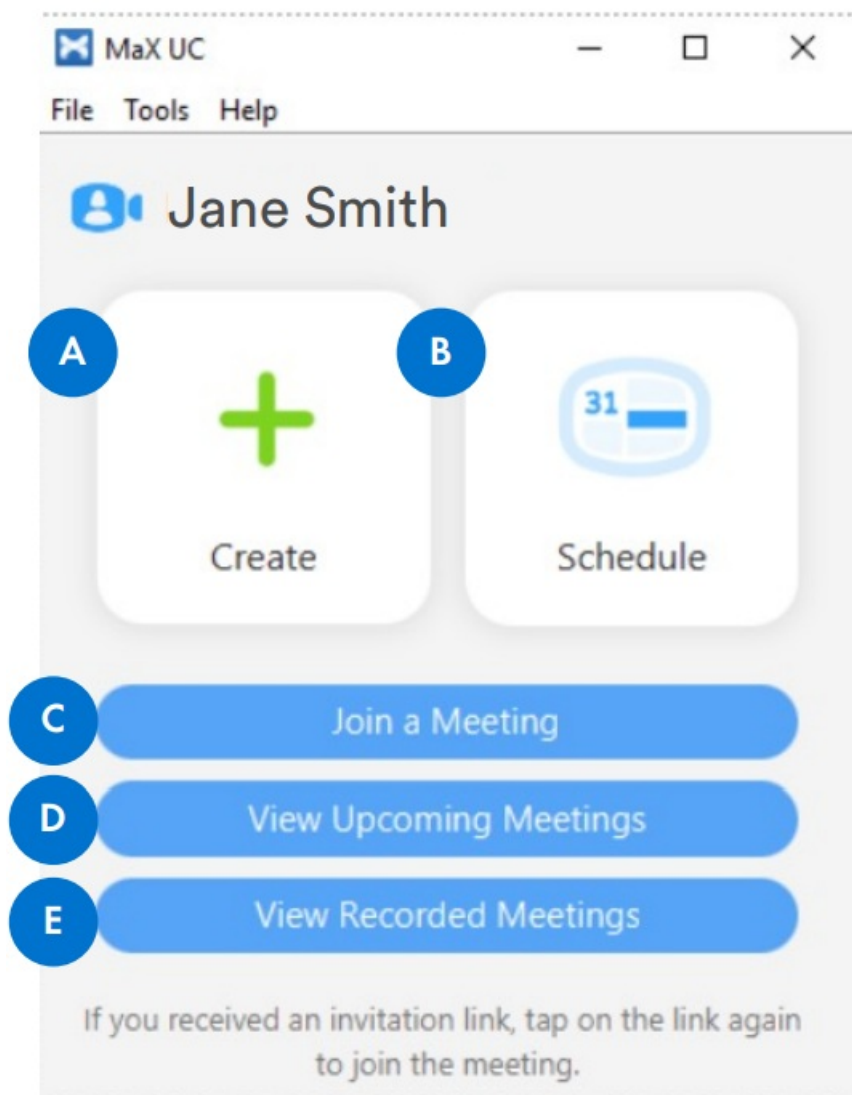 MaX UC
File Tools Help
Jane Smith
A
B
31
Create
Schedule
C
Join a Meeting
D
View Upcoming Meetings
E
View Recorded Meetings
If you received an invitation link, tap on the link again
to join the meeting.